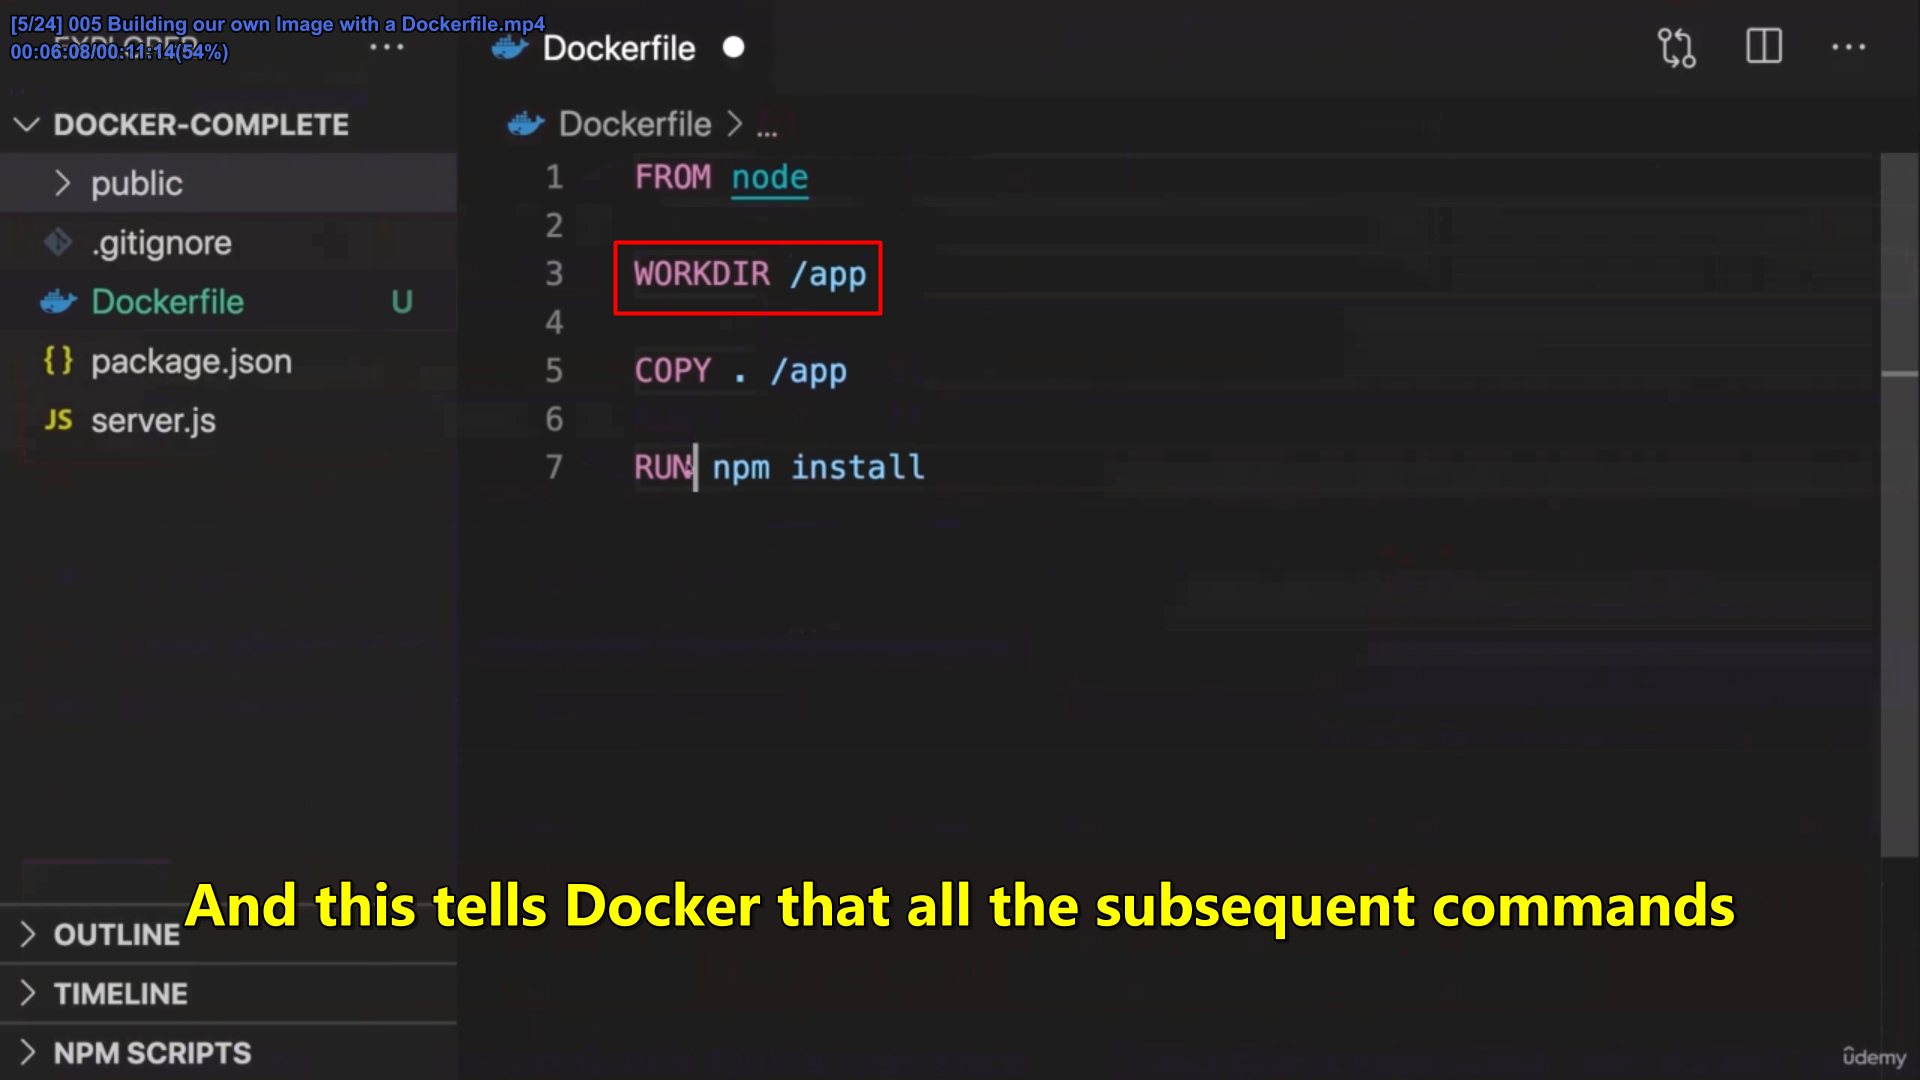 [5/24] 005 Building our own Image with a Dockerfile.mp4
00:06:08/00:11:14(54%)
EXPLORER
Dockerfile
DOCKER-COMPLETE
public
.gitignore
Dockerfile U
package.json
JS server.js
Dockerfile > ...
1 FROM node
2
3 WORKDIR /app
4
5 COPY . /app
6
7 RUN npm install
And this tells Docker that all the subsequent commands
OUTLINE
TIMELINE
NPM SCRIPTS
ûdemy